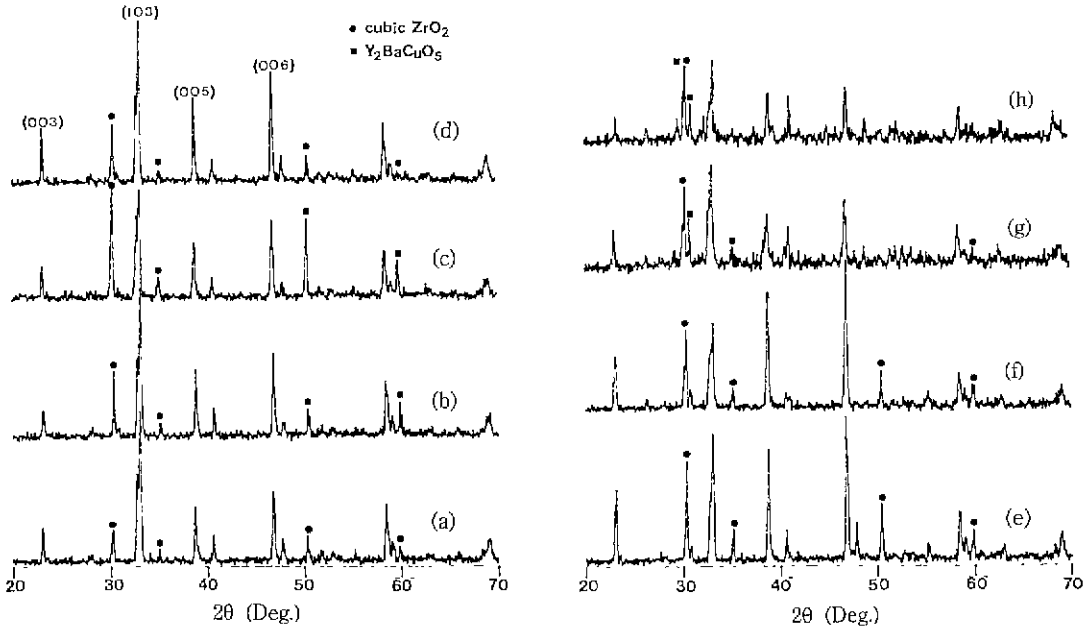 (103)
● cubic ZrO₂
■ Y₂BaCuO₅
(003)
(005)
(006)
(d)
(c)
(b)
(a)
20 30 40 50 60 70
2θ (Deg.)
(h)
(g)
(f)
(e)
20 30 40 50 60 70
2θ (Deg.)